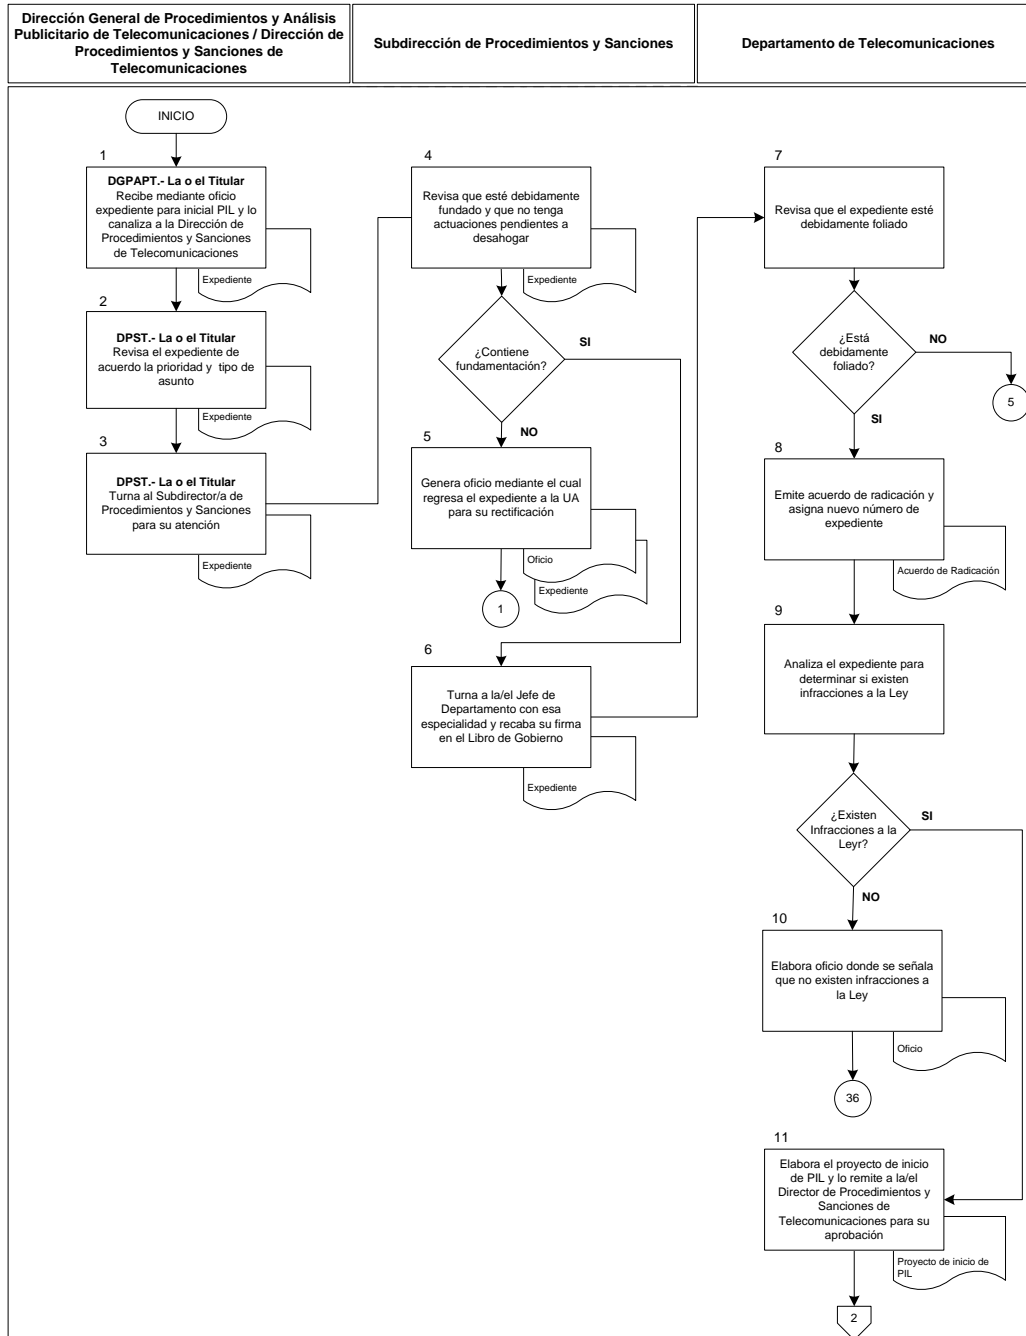 Dirección General de Procedimientos y Análisis
Publicitario de Telecomunicaciones / Dirección de
Procedimientos y Sanciones de
Telecomunicaciones
Subdirección de Procedimientos y Sanciones
Departamento de Telecomunicaciones
INICIO
1
DGPAPT.- La o el Titular
Recibe mediante oficio
expediente para inicial PIL y lo
canaliza a la Dirección de
Procedimientos y Sanciones
de Telecomunicaciones
Expediente
2
DPST.- La o el Titular
Revisa el expediente de
acuerdo la prioridad y tipo de
asunto
Expediente
3
DPST.- La o el Titular
Turna al Subdirector/a de
Procedimientos y Sanciones
para su atención
Expediente
4
Revisa que esté debidamente
fundado y que no tenga
actuaciones pendientes a
desahogar
Expediente
¿Contiene
fundamentación?
SI
NO
5
Genera oficio mediante el cual
regresa el expediente a la UA
para su rectificación
Oficio
Expediente
1
6
Turna a la/el Jefe de
Departamento con esa
especialidad y recaba su firma
en el Libro de Gobierno
Expediente
7
Revisa que el expediente esté
debidamente foliado
¿Está
debidamente
foliado?
NO
5
SI
8
Emite acuerdo de radicación y
asigna nuevo número de
expediente
Acuerdo de Radicación
9
Analiza el expediente para
determinar si existen
infracciones a la Ley
¿Existen
Infracciones a la
Leyr?
SI
NO
10
Elabora oficio donde se señala
que no existen infracciones a
la Ley
Oficio
36
11
Elabora el proyecto de inicio
de PIL y lo remite a la/el
Director de Procedimientos y
Sanciones de
Telecomunicaciones para su
aprobación
Proyecto de inicio de
PIL
2